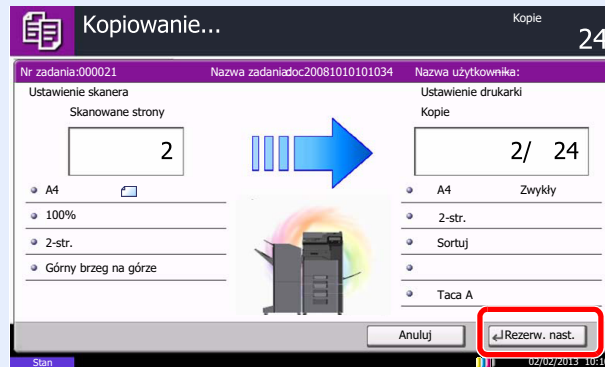 Kopiowanie...
Kopie
24
Nr zadania:000021 Nazwa zadania:doc20081010101034 Nazwa użytkownika:
Ustawienie skanera Ustawienie drukarki
Skanowane strony Kopie
2 2/ 24
A4 A4 Zwykły
100% 2-str.
2-str. Sortuj
Górny brzeg na górze
Taca A
Anuluj Rezerw. nast.
Stan 02/02/2013 10:10